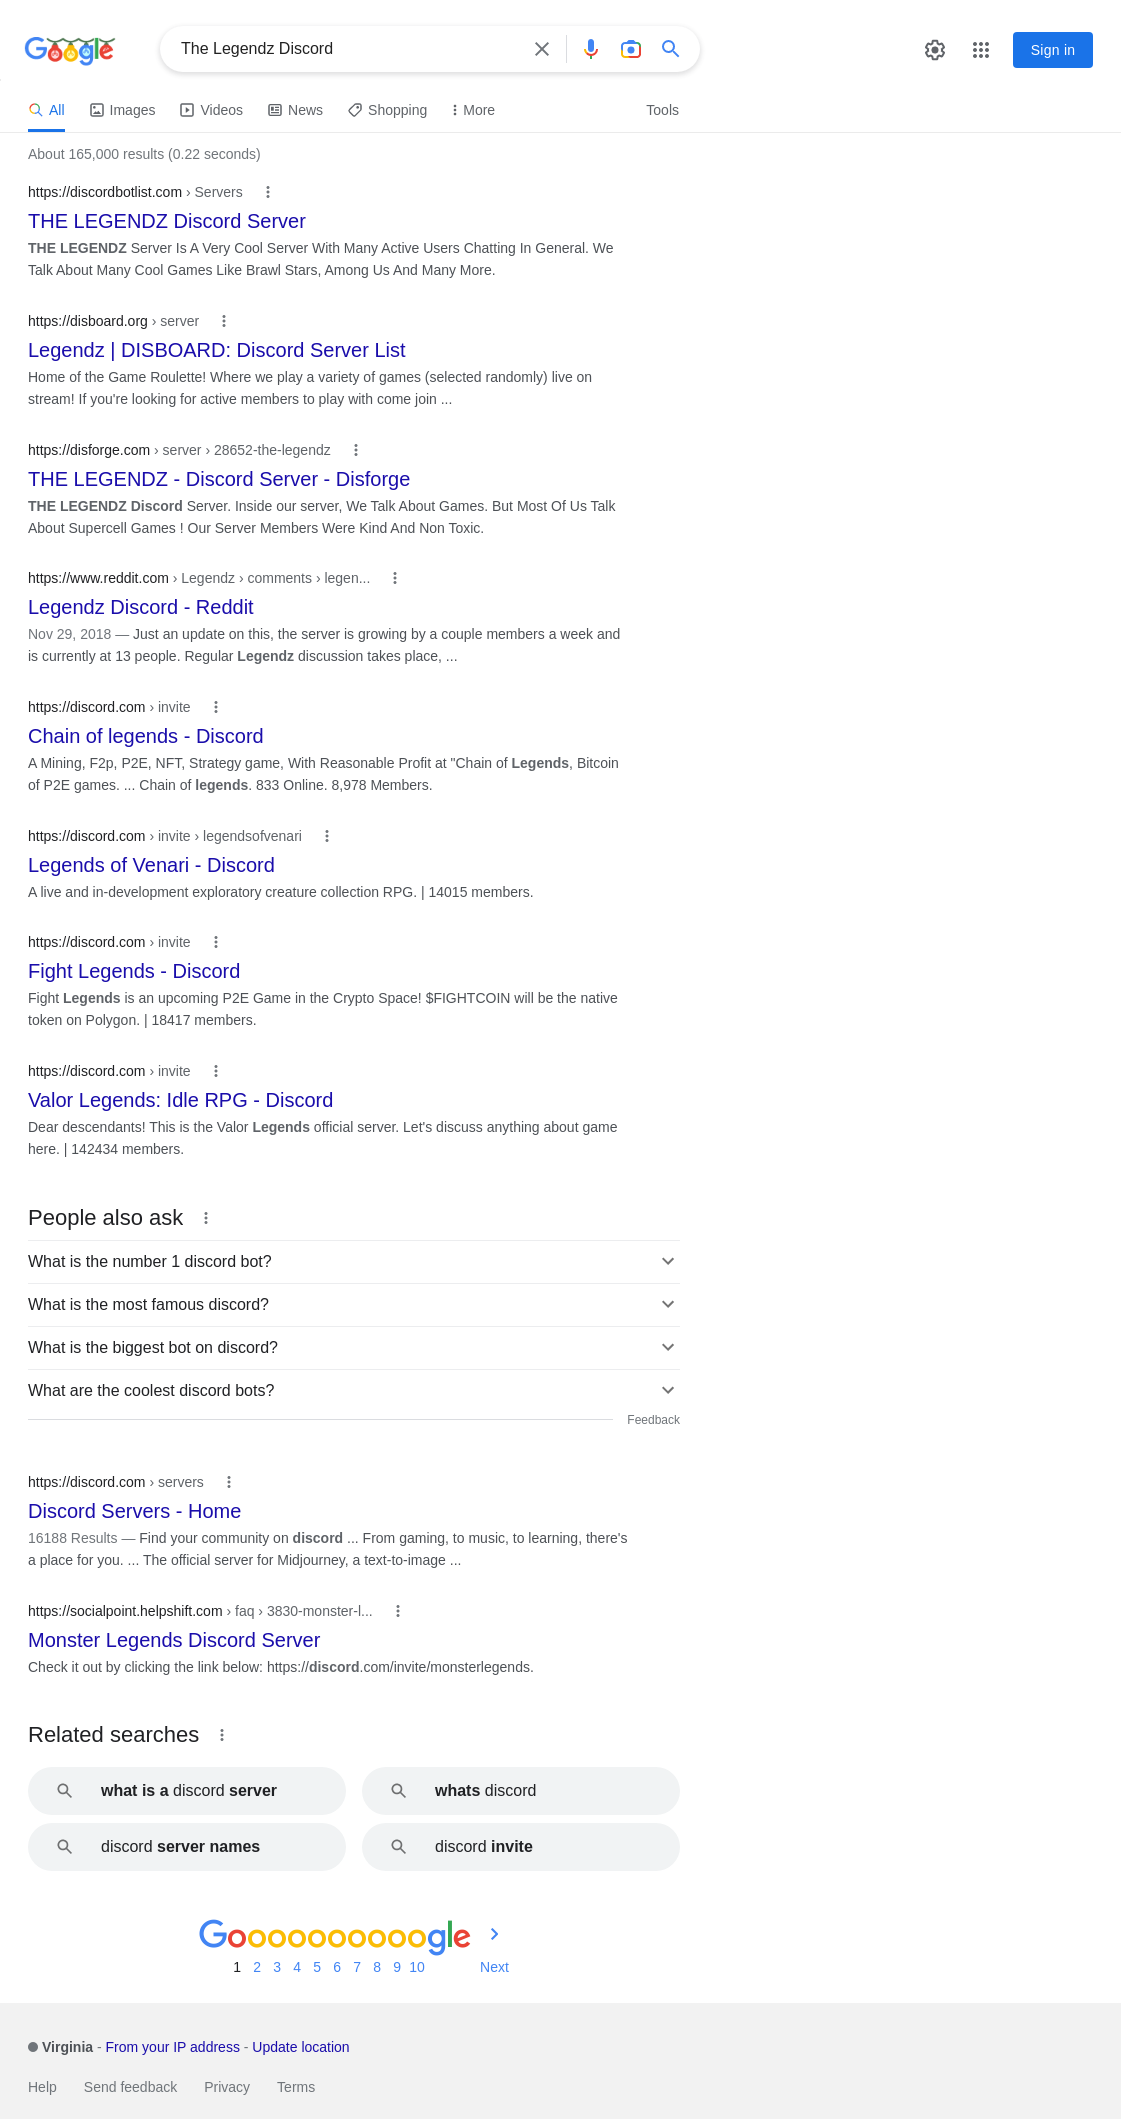 Google
The Legendz Discord
Sign in
All Images Videos News Shopping More Tools
About 165,000 results (0.22 seconds)
https://discordbotlist.com › Servers
THE LEGENDZ Discord Server
THE LEGENDZ Server Is A Very Cool Server With Many Active Users Chatting In General. We
Talk About Many Cool Games Like Brawl Stars, Among Us And Many More.
https://disboard.org › server
Legendz | DISBOARD: Discord Server List
Home of the Game Roulette! Where we play a variety of games (selected randomly) live on
stream! If you're looking for active members to play with come join ...
https://disforge.com › server › 28652-the-legendz
THE LEGENDZ - Discord Server - Disforge
THE LEGENDZ Discord Server. Inside our server, We Talk About Games. But Most Of Us Talk
About Supercell Games ! Our Server Members Were Kind And Non Toxic.
https://www.reddit.com › Legendz › comments › legen...
Legendz Discord - Reddit
Nov 29, 2018 — Just an update on this, the server is growing by a couple members a week and
is currently at 13 people. Regular Legendz discussion takes place, ...
https://discord.com › invite
Chain of legends - Discord
A Mining, F2p, P2E, NFT, Strategy game, With Reasonable Profit at "Chain of Legends, Bitcoin
of P2E games. ... Chain of legends. 833 Online. 8,978 Members.
https://discord.com › invite › legendsofvenari
Legends of Venari - Discord
A live and in-development exploratory creature collection RPG. | 14015 members.
https://discord.com › invite
Fight Legends - Discord
Fight Legends is an upcoming P2E Game in the Crypto Space! $FIGHTCOIN will be the native
token on Polygon. | 18417 members.
https://discord.com › invite
Valor Legends: Idle RPG - Discord
Dear descendants! This is the Valor Legends official server. Let's discuss anything about game
here. | 142434 members.
People also ask
What is the number 1 discord bot?
What is the most famous discord?
What is the biggest bot on discord?
What are the coolest discord bots?
Feedback
https://discord.com › servers
Discord Servers - Home
16188 Results — Find your community on discord ... From gaming, to music, to learning, there's
a place for you. ... The official server for Midjourney, a text-to-image ...
https://socialpoint.helpshift.com › faq › 3830-monster-l...
Monster Legends Discord Server
Check it out by clicking the link below: https://discord.com/invite/monsterlegends.
Related searches
what is a discord server
whats discord
discord server names
discord invite
Goooooooooogle
1 2 3 4 5 6 7 8 9 10 Next
Virginia - From your IP address - Update location
Help Send feedback Privacy Terms